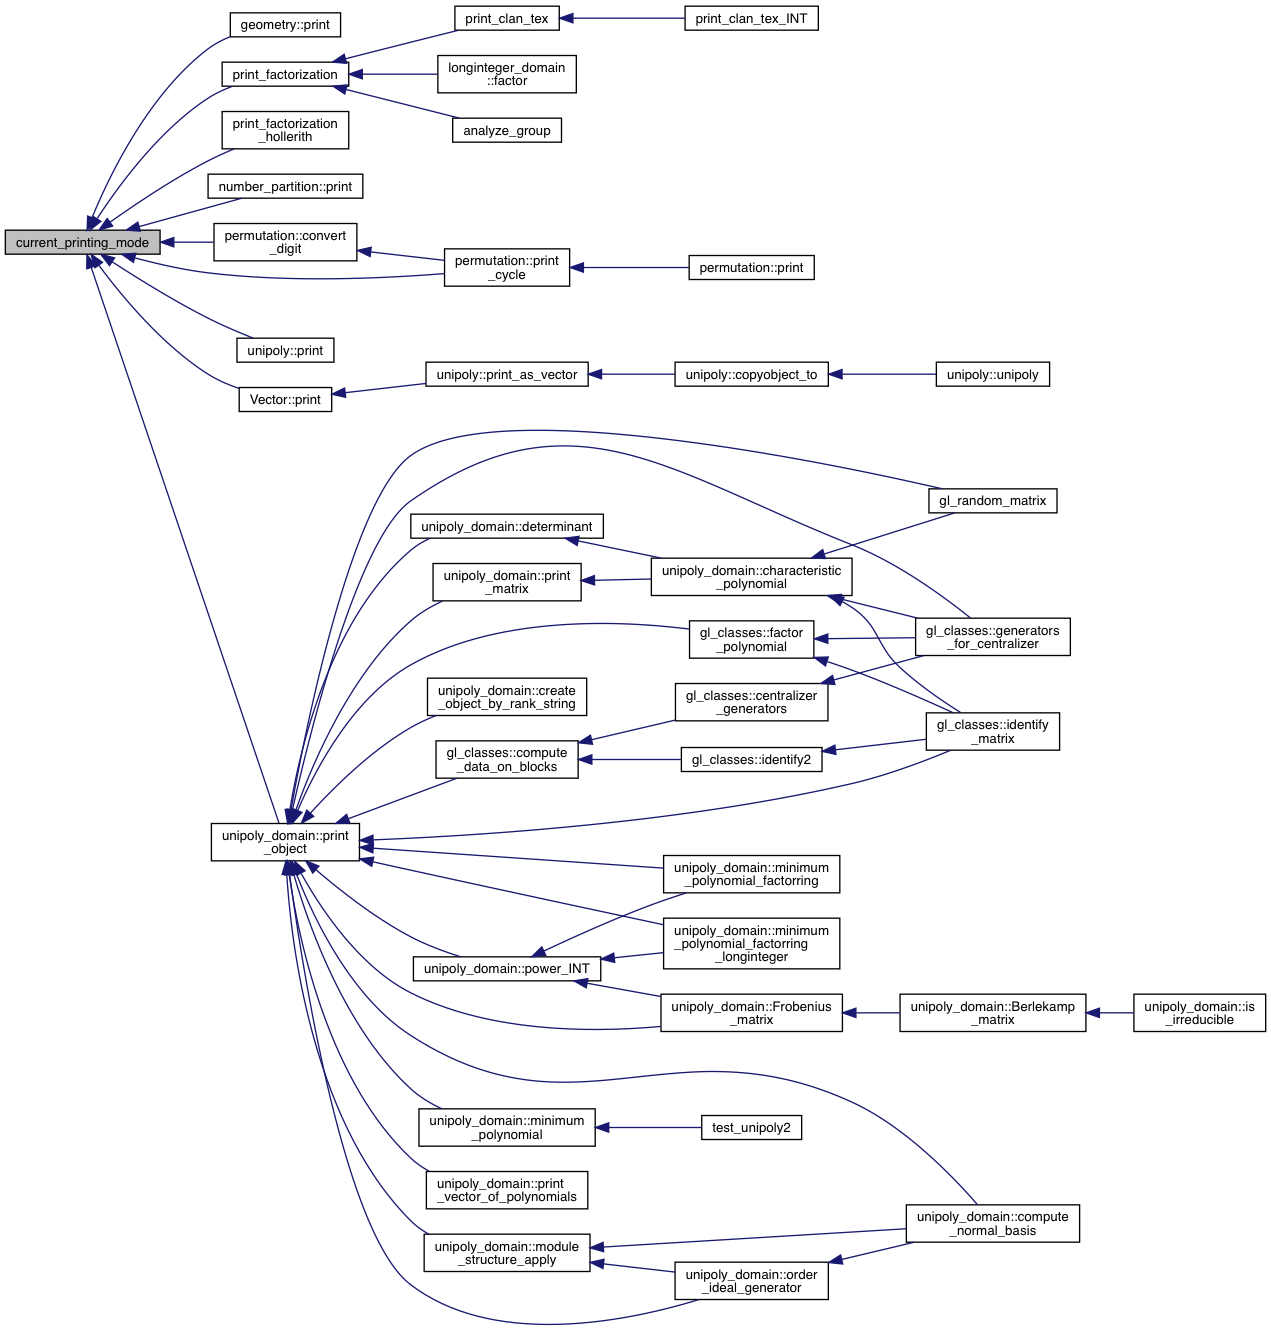 geometry::print
print_clan_tex
print_clan_tex_INT
print_factorization
longinteger_domain
::factor
analyze_group
print_factorization
_hollerith
number_partition::print
current_printing_mode
permutation::convert
_digit
permutation::print
_cycle
permutation::print
unipoly::print
Vector::print
unipoly::print_as_vector
unipoly::copyobject_to
unipoly::unipoly
gl_random_matrix
unipoly_domain::determinant
unipoly_domain::characteristic
_polynomial
unipoly_domain::print
_matrix
gl_classes::factor
_polynomial
gl_classes::generators
_for_centralizer
unipoly_domain::create
_object_by_rank_string
gl_classes::centralizer
_generators
gl_classes::identify
_matrix
gl_classes::compute
_data_on_blocks
gl_classes::identify2
unipoly_domain::print
_object
unipoly_domain::minimum
_polynomial_factorring
unipoly_domain::minimum
_polynomial_factorring
_longinteger
unipoly_domain::power_INT
unipoly_domain::Frobenius
_matrix
unipoly_domain::Berlekamp
_matrix
unipoly_domain::is
_irreducible
unipoly_domain::minimum
_polynomial
test_unipoly2
unipoly_domain::print
_vector_of_polynomials
unipoly_domain::compute
_normal_basis
unipoly_domain::module
_structure_apply
unipoly_domain::order
_ideal_generator